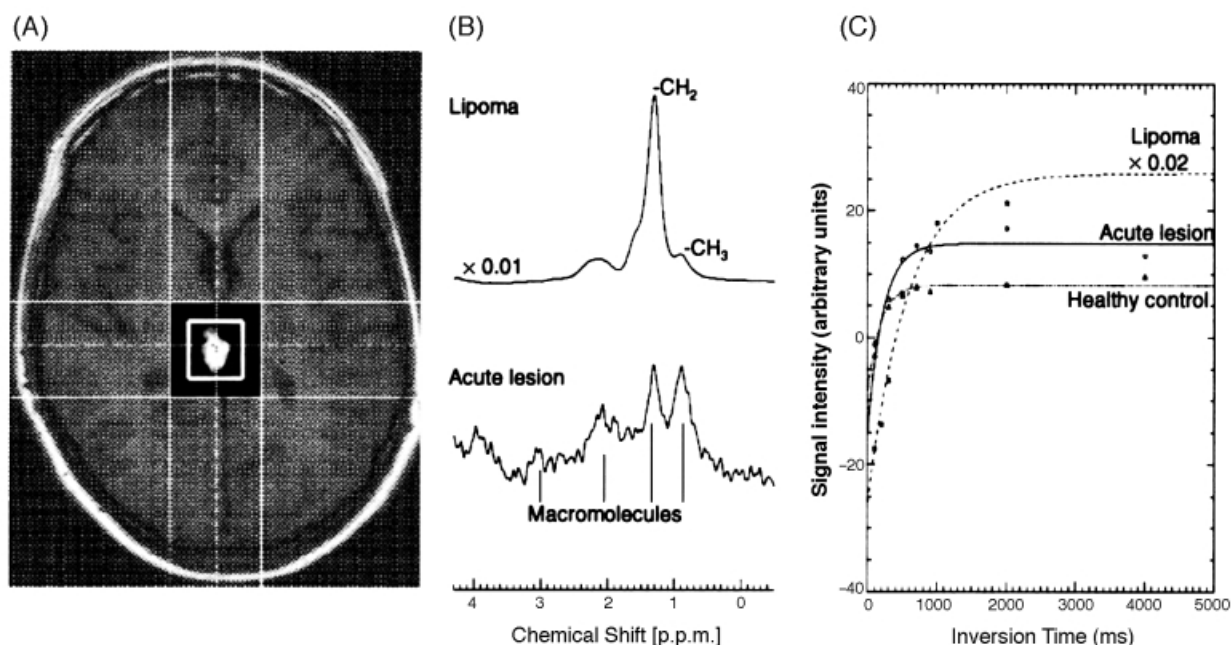 (A)
(B)
(C)
Lipoma
-CH₂
-CH₃
× 0.01
Acute lesion
Macromolecules
4 3 2 1 0
Chemical Shift [p.p.m.]
Signal intensity (arbitrary units)
40
20
0
−20
−40
Lipoma
× 0.02
Acute lesion
Healthy control
0 1000 2000 3000 4000 5000
Inversion Time (ms)